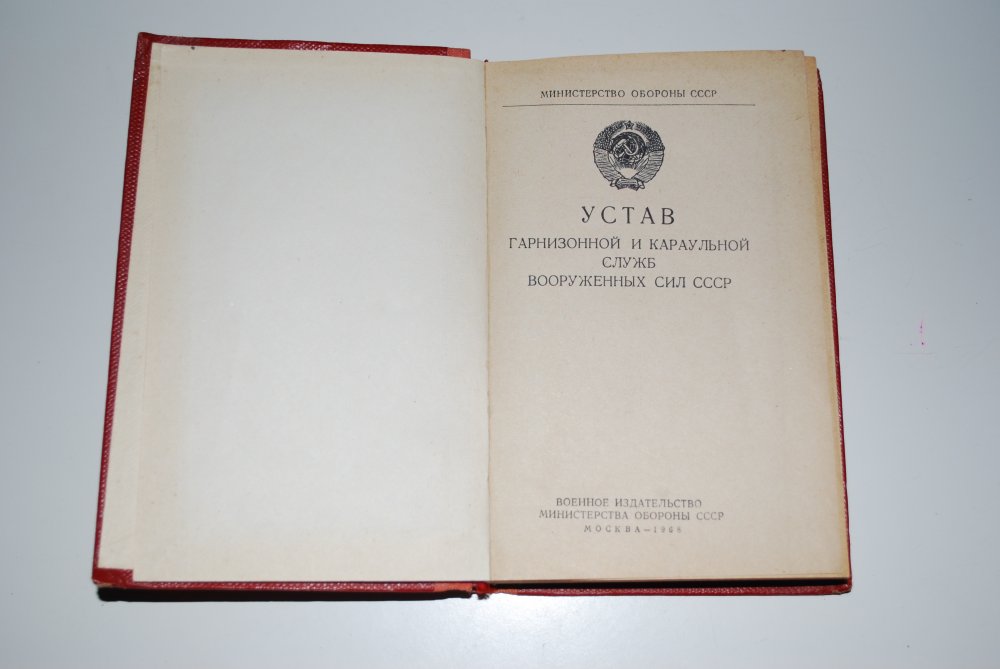 МИНИСТЕРСТВО ОБОРОНЫ СССР
УСТАВ
ГАРНИЗОННОЙ И КАРАУЛЬНОЙ
СЛУЖБ
ВООРУЖЕННЫХ СИЛ СССР
ВОЕННОЕ ИЗДАТЕЛЬСТВО
МИНИСТЕРСТВА ОБОРОНЫ СССР
МОСКВА—1968